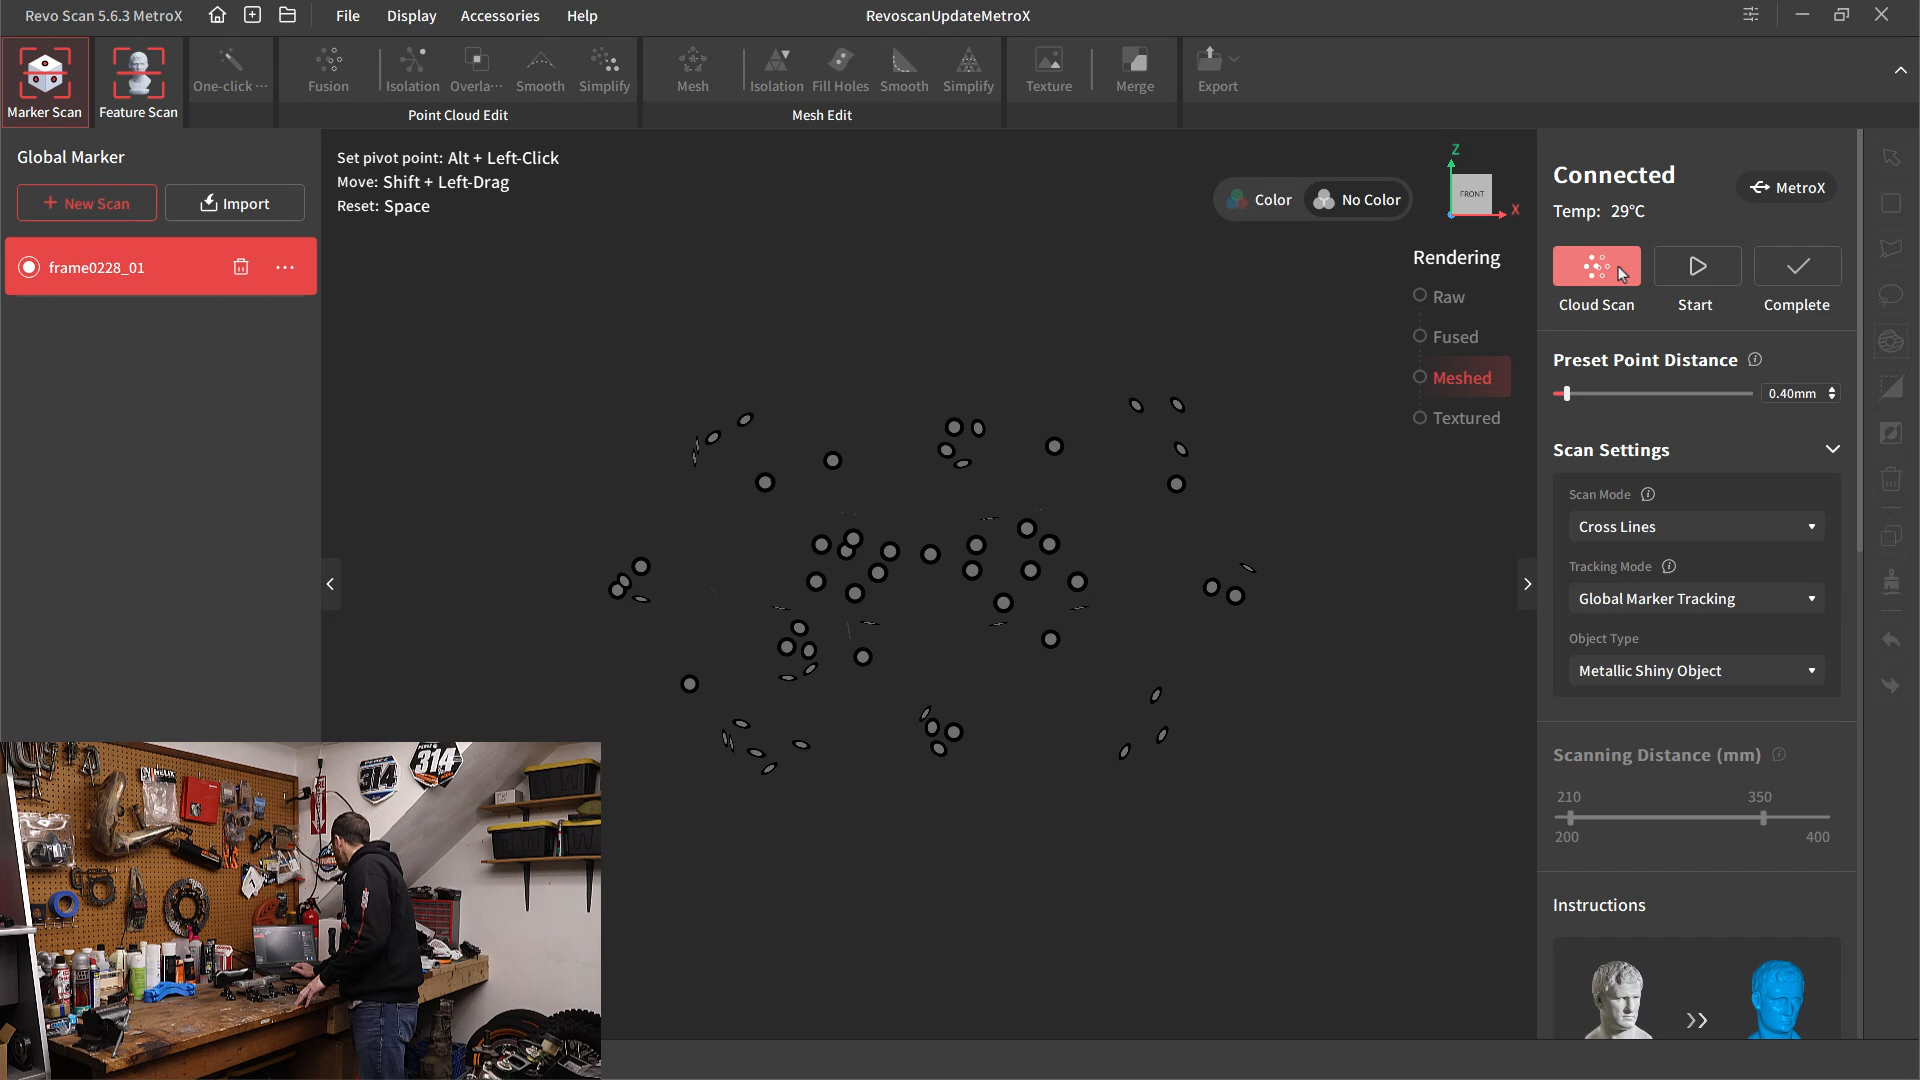 Revo Scan 5.6.3 MetroX
File
Display
Accessories
Help
RevoscanUpdateMetroX
Marker Scan
Feature Scan
One-click ···
Fusion
Isolation
Overla···
Smooth
Simplify
Point Cloud Edit
Mesh
Isolation
Fill Holes
Smooth
Simplify
Mesh Edit
Texture
Merge
Export
Global Marker
+ New Scan
Import
frame0228_01
Set pivot point: Alt + Left-Click
Move: Shift + Left-Drag
Reset: Space
Color
No Color
Z
FRONT
X
Rendering
Raw
Fused
Meshed
Textured
Connected
MetroX
Temp: 29°C
Cloud Scan
Start
Complete
Preset Point Distance
0.40mm
Scan Settings
Scan Mode
Cross Lines
Tracking Mode
Global Marker Tracking
Object Type
Metallic Shiny Object
Scanning Distance (mm)
210
350
200
400
Instructions
314
314